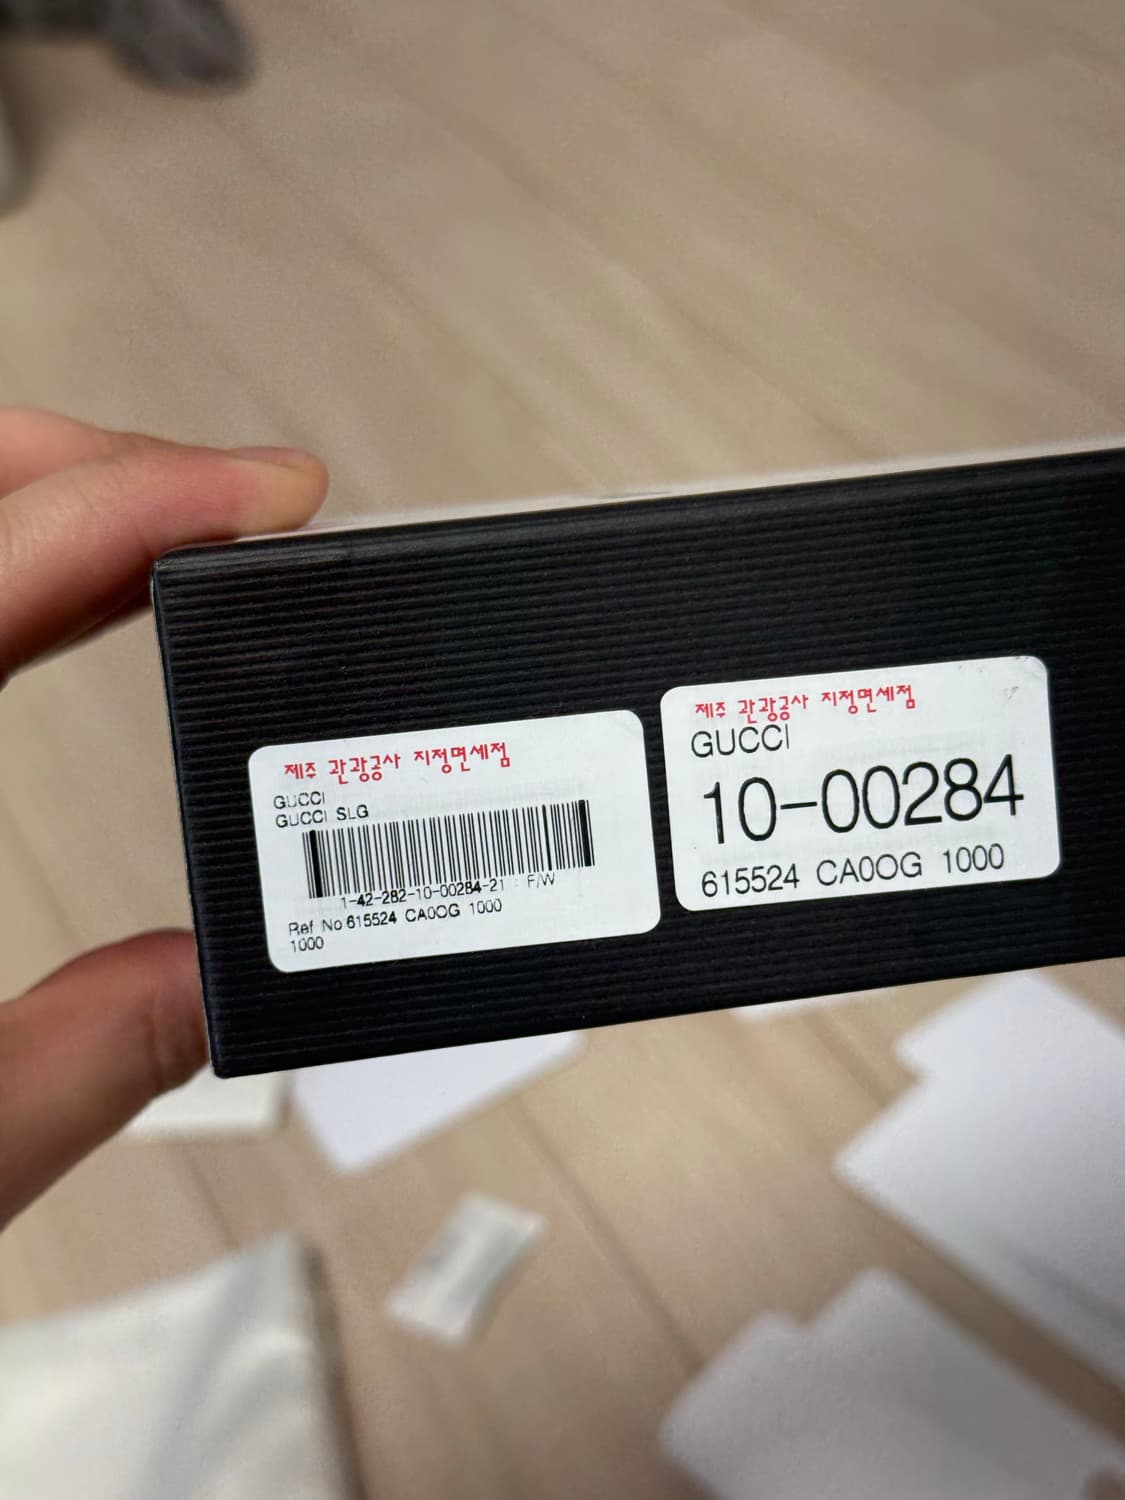 제주 관광공사 지정면세점
GUCCI
GUCCI SLG
1-42-282-10-00284-21 : F/W
Ref No 615524 CA0OG 1000
1000
제주 관광공사 지정면세점
GUCCI
10-00284
615524 CA0OG 1000